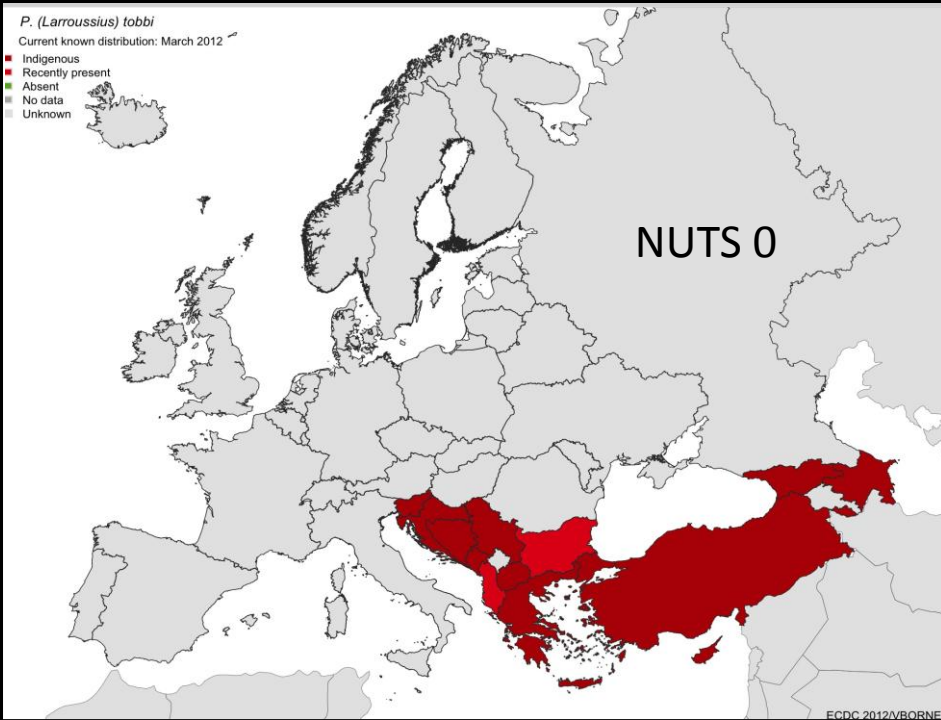 P. (Larroussius) tobbi
Current known distribution: March 2012
Indigenous
Recently present
Absent
No data
Unknown
NUTS 0
ECDC 2012/VBORNE